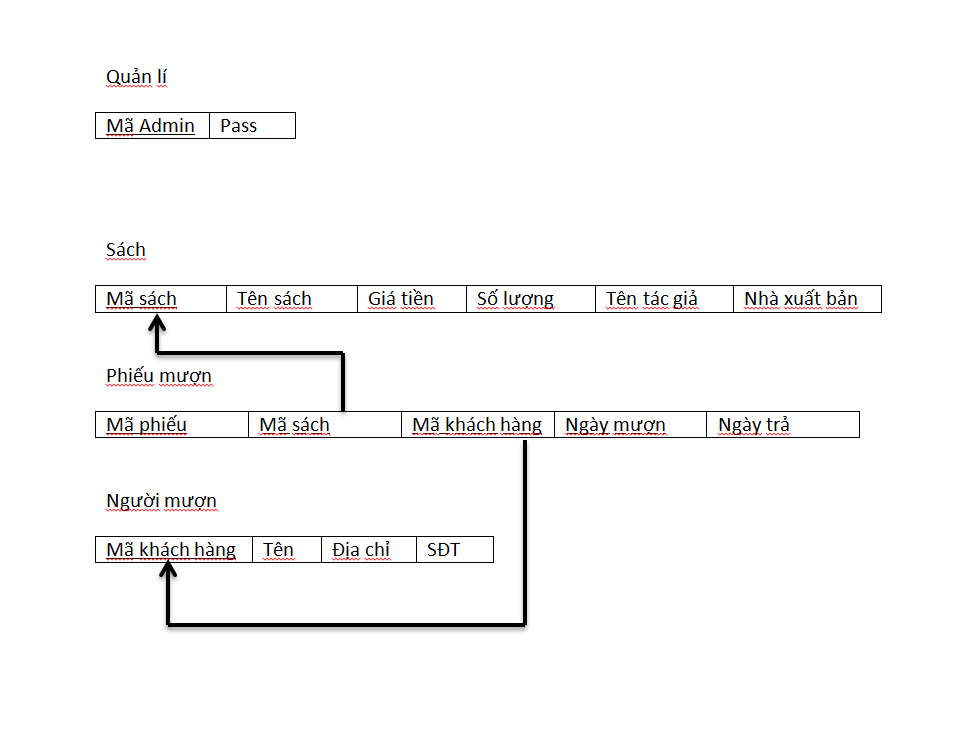 Quản lí
Mã Admin Pass
Sách
Mã sách Tên sách Giá tiền Số lượng Tên tác giả Nhà xuất bản
Phiếu mượn
Mã phiếu Mã sách Mã khách hàng Ngày mượn Ngày trả
Người mượn
Mã khách hàng Tên Địa chỉ SĐT